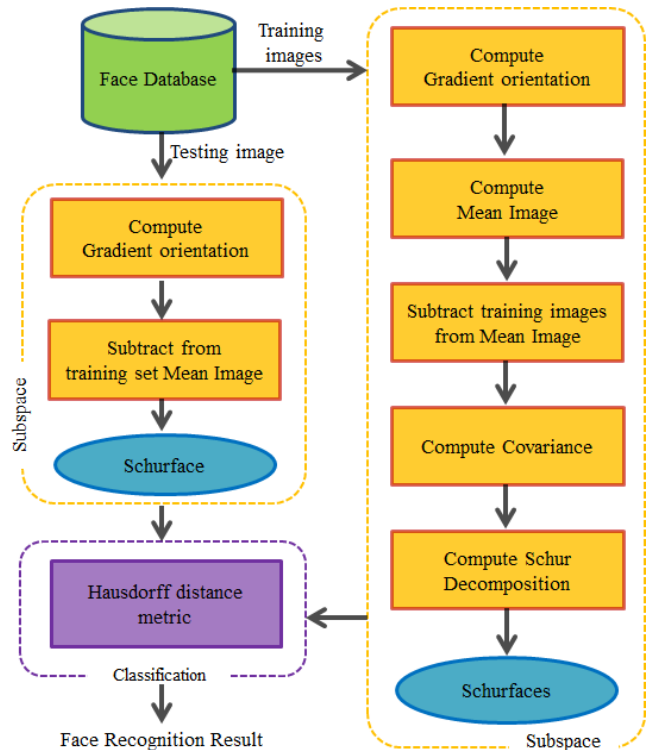 Face Database
Training
images
Testing image
Compute
Gradient orientation
Subtract from
training set Mean Image
Schurface
Subspace
Hausdorff distance
metric
Classification
Face Recognition Result
Compute
Gradient orientation
Compute
Mean Image
Subtract training images
from Mean Image
Compute Covariance
Compute Schur
Decomposition
Schurfaces
Subspace